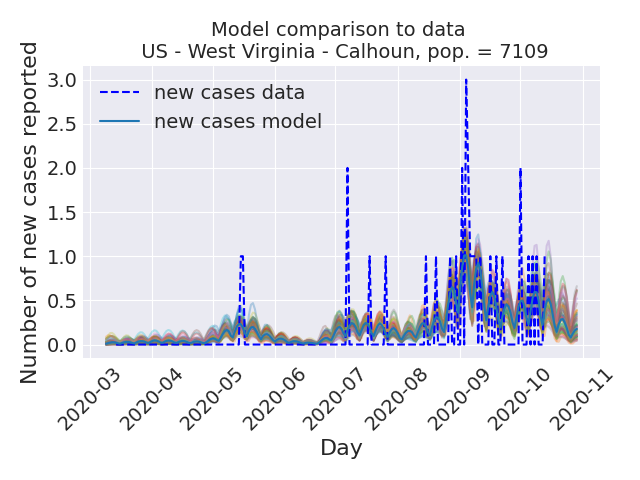 Model comparison to data
US - West Virginia - Calhoun, pop. = 7109
Number of new cases reported
3.0
2.5
2.0
1.5
1.0
0.5
0.0
new cases data
new cases model
2020-03
2020-04
2020-05
2020-06
2020-07
2020-08
2020-09
2020-10
2020-11
Day